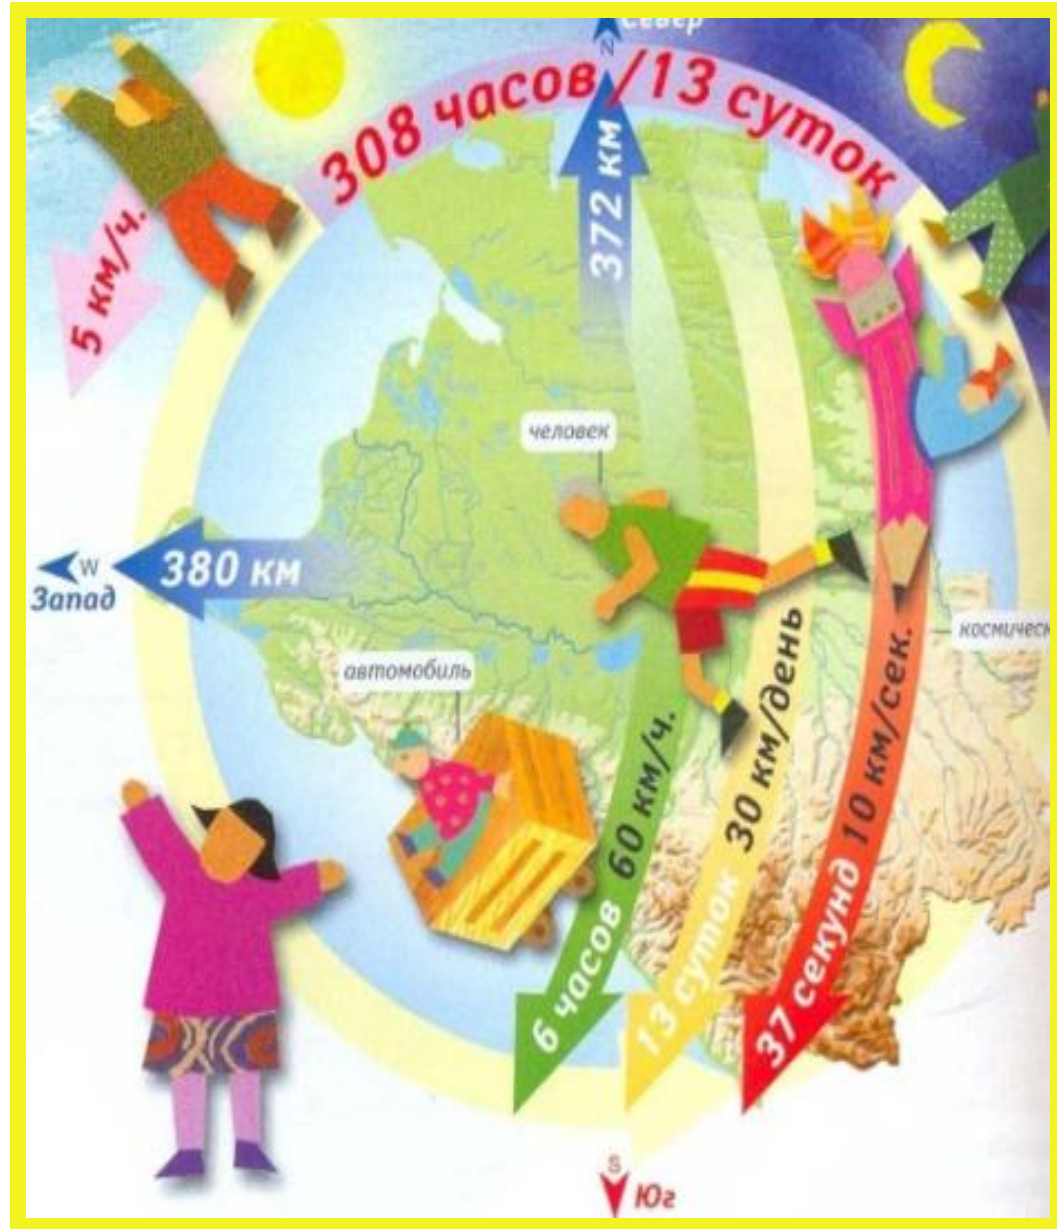 Север
N
308 часов /13 суток
372 км
5 км/ч.
человек
W
Запад
380 км
космическ
автомобиль
6 часов 60 км/ч.
13 суток 30 км/день
37 секунд 10 км/сек.
S
Юг